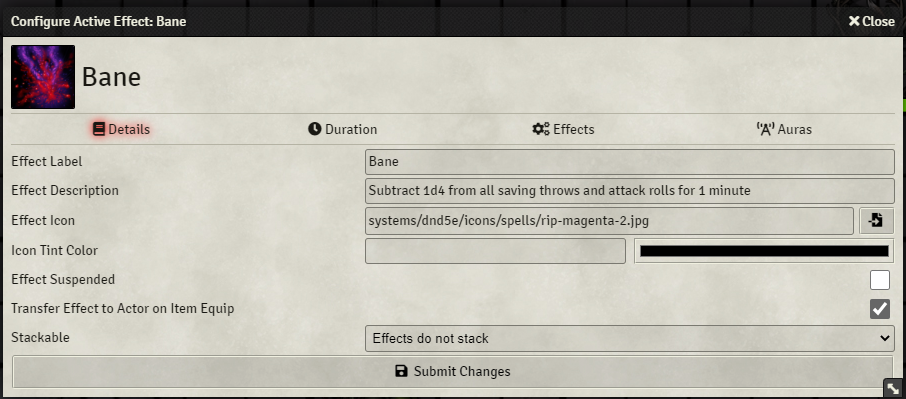 Configure Active Effect: Bane Close
Bane
Details Duration Effects Auras
Effect Label Bane
Effect Description Subtract 1d4 from all saving throws and attack rolls for 1 minute
Effect Icon systems/dnd5e/icons/spells/rip-magenta-2.jpg
Icon Tint Color
Effect Suspended
Transfer Effect to Actor on Item Equip
Stackable Effects do not stack
Submit Changes